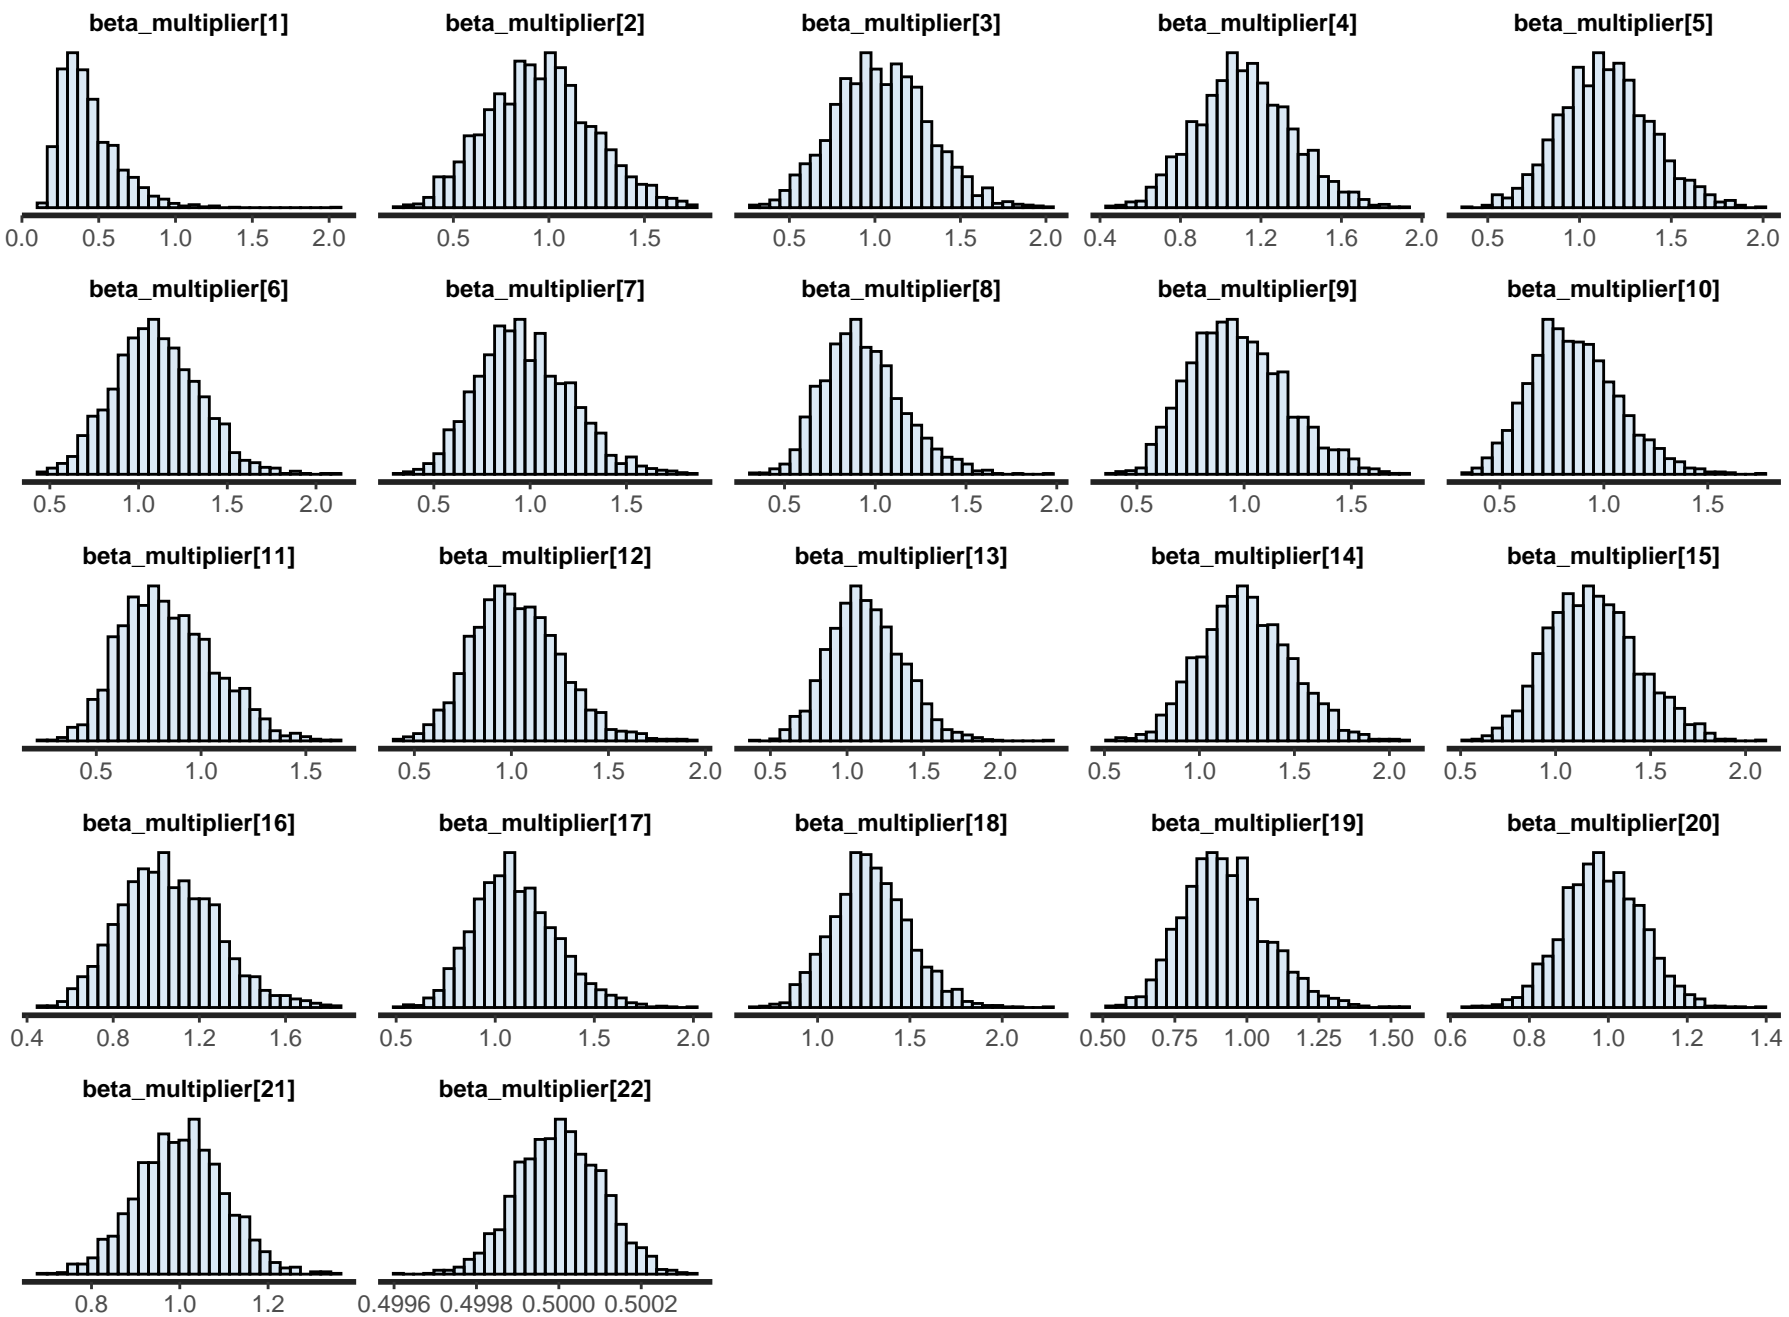 beta_multiplier[1] beta_multiplier[2] beta_multiplier[3] beta_multiplier[4] beta_multiplier[5]
0.0 0.5 1.0 1.5 2.0 0.5 1.0 1.5 0.5 1.0 1.5 2.0 0.4 0.8 1.2 1.6 2.0 0.5 1.0 1.5 2.0
beta_multiplier[6] beta_multiplier[7] beta_multiplier[8] beta_multiplier[9] beta_multiplier[10]
0.5 1.0 1.5 2.0 0.5 1.0 1.5 0.5 1.0 1.5 2.0 0.5 1.0 1.5 0.5 1.0 1.5
beta_multiplier[11] beta_multiplier[12] beta_multiplier[13] beta_multiplier[14] beta_multiplier[15]
0.5 1.0 1.5 0.5 1.0 1.5 2.0 0.5 1.0 1.5 2.0 0.5 1.0 1.5 2.0 0.5 1.0 1.5 2.0
beta_multiplier[16] beta_multiplier[17] beta_multiplier[18] beta_multiplier[19] beta_multiplier[20]
0.4 0.8 1.2 1.6 0.5 1.0 1.5 2.0 1.0 1.5 2.0 0.50 0.75 1.00 1.25 1.50 0.6 0.8 1.0 1.2 1.4
beta_multiplier[21] beta_multiplier[22]
0.8 1.0 1.2 0.4996 0.4998 0.5000 0.5002